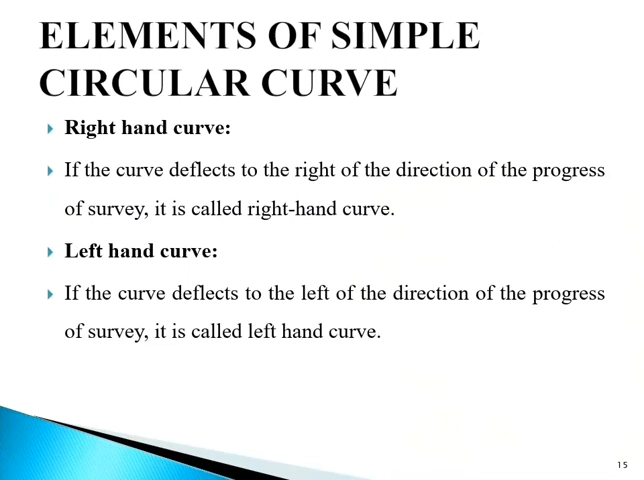 ELEMENTS OF SIMPLE
CIRCULAR CURVE
Right hand curve:
If the curve deflects to the right of the direction of the progress
of survey, it is called right-hand curve.
Left hand curve:
If the curve deflects to the left of the direction of the progress
of survey, it is called left hand curve.
15